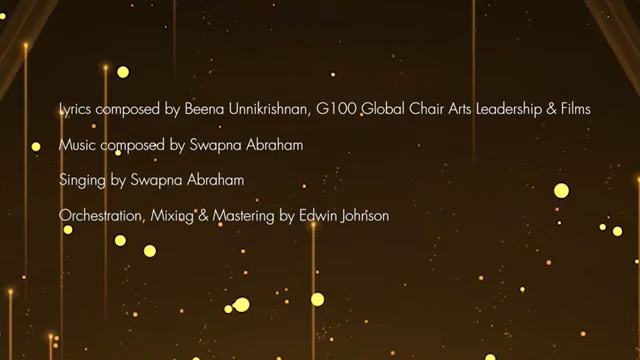 Lyrics composed by Beena Unnikrishnan, G100 Global Chair Arts Leadership & Films
Music composed by Swapna Abraham
Singing by Swapna Abraham
Orchestration, Mixing & Mastering by Edwin Johnson